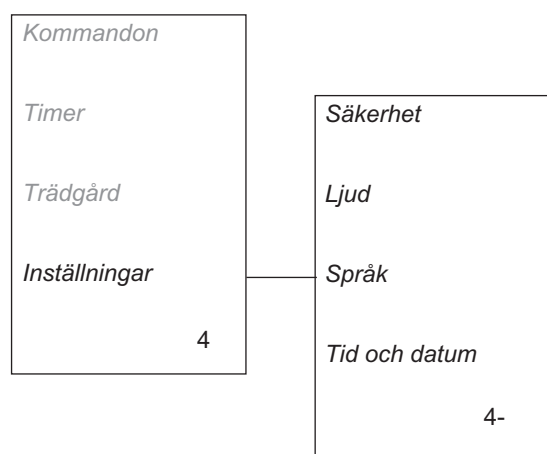 Kommandon
Timer
Trädgård
Inställningar
4
Säkerhet
Ljud
Språk
Tid och datum
4-